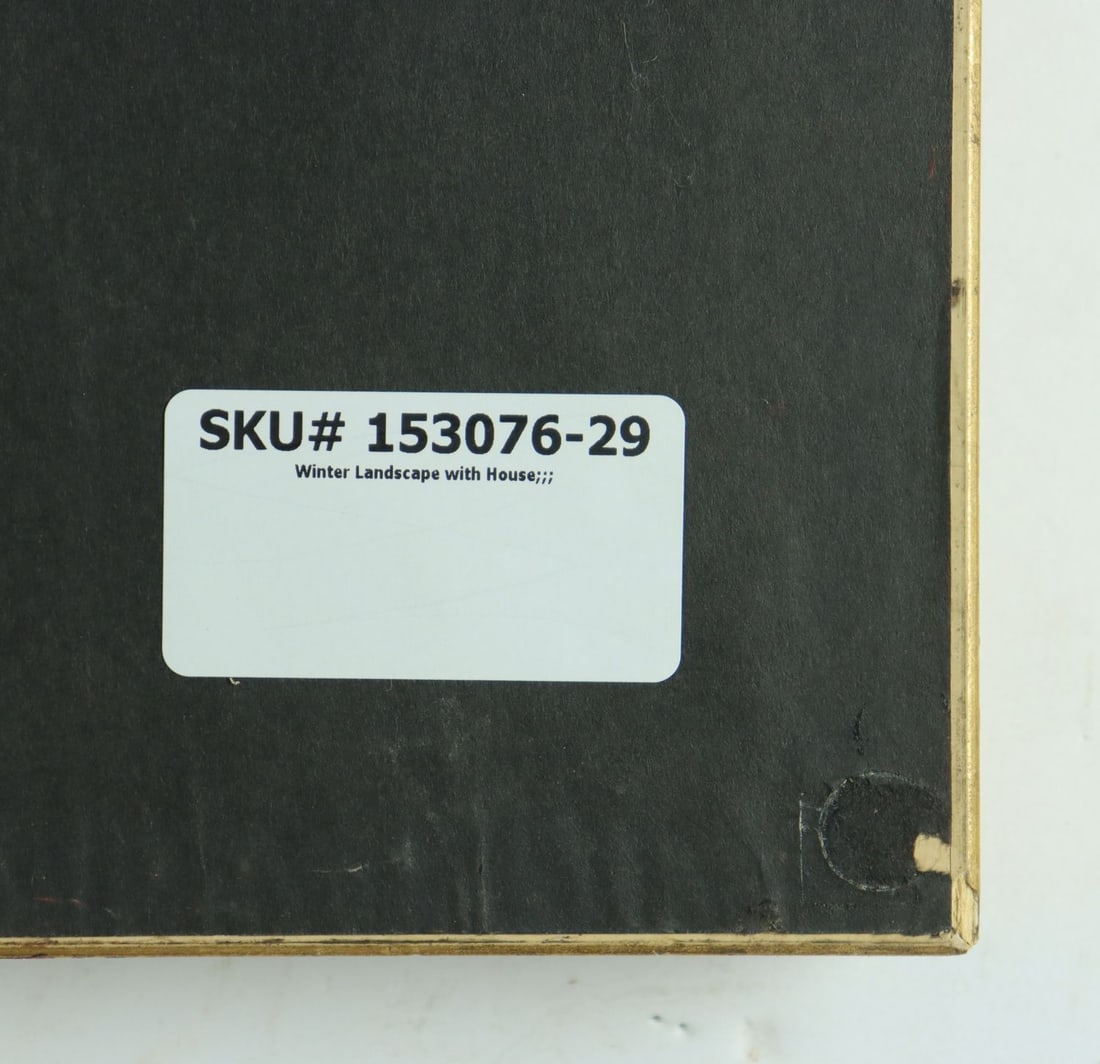 SKU# 153076-29
Winter Landscape with House;;;